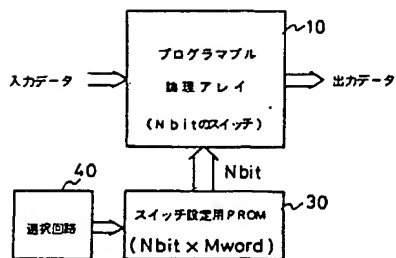 10
プログラマブル
論理アレイ
(Nbitのスイッチ)
入力データ
出力データ
Nbit
40
選択回路
30
スイッチ設定用PROM
(Nbit×Mword)